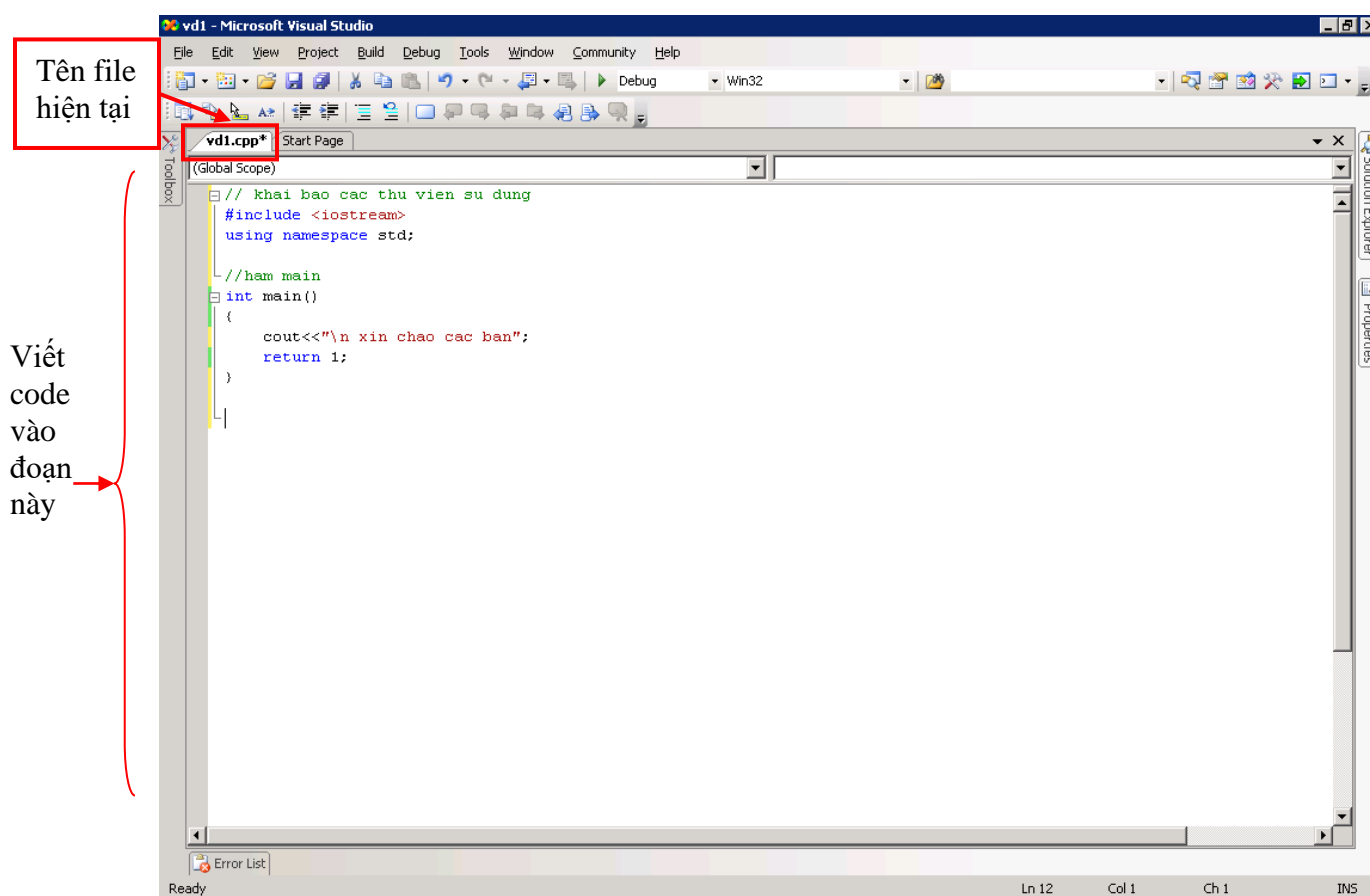 vd1 - Microsoft Visual Studio
File Edit View Project Build Debug Tools Window Community Help
Debug Win32
Tên file
hiện tại
vd1.cpp* Start Page
Toolbox
(Global Scope)
Solution Explorer
Properties
// khai bao cac thu vien su dung
#include <iostream>
using namespace std;
//ham main
int main()
{
cout<<"\n xin chao cac ban";
return 1;
}
Viết
code
vào
đoạn
này
Error List
Ready Ln 12 Col 1 Ch 1 INS